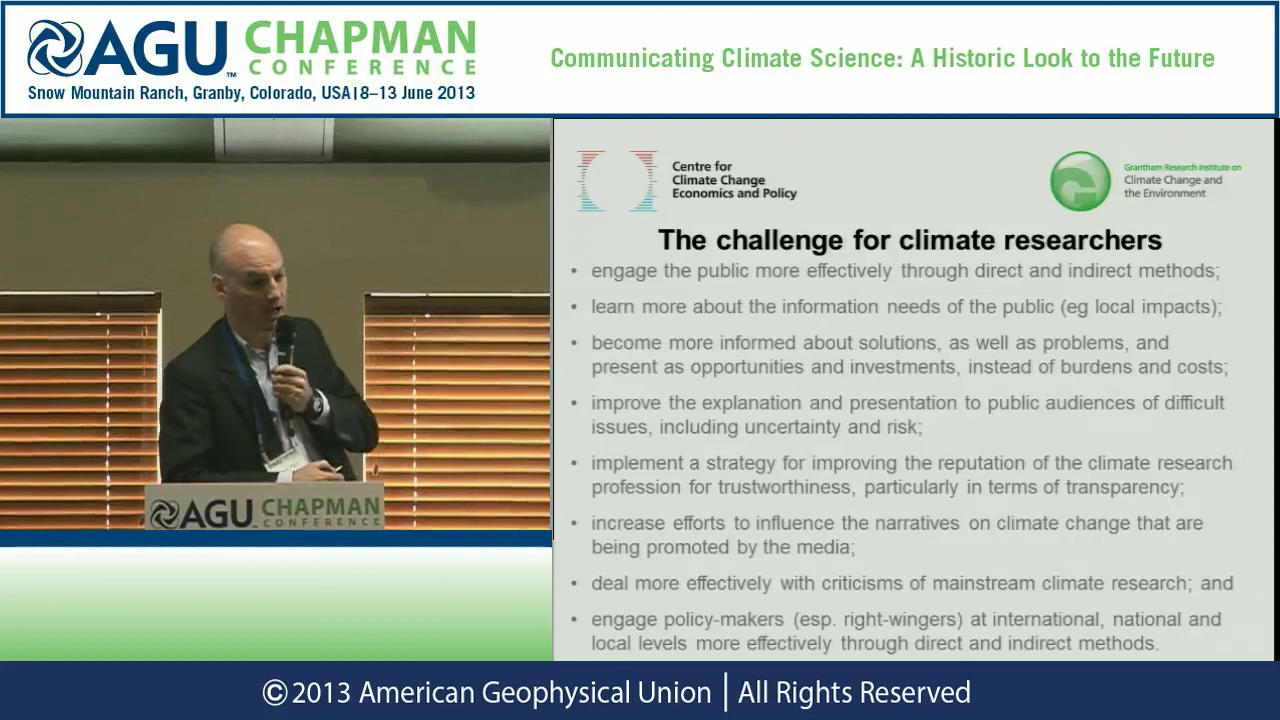 AGU CHAPMAN
CONFERENCE
TM
Snow Mountain Ranch, Granby, Colorado, USA|8–13 June 2013
Communicating Climate Science: A Historic Look to the Future
Centre for
Climate Change
Economics and Policy
Grantham Research Institute on
Climate Change and
the Environment
The challenge for climate researchers
• engage the public more effectively through direct and indirect methods;
• learn more about the information needs of the public (eg local impacts);
• become more informed about solutions, as well as problems, and
present as opportunities and investments, instead of burdens and costs;
• improve the explanation and presentation to public audiences of difficult
issues, including uncertainty and risk;
• implement a strategy for improving the reputation of the climate research
profession for trustworthiness, particularly in terms of transparency;
• increase efforts to influence the narratives on climate change that are
being promoted by the media;
• deal more effectively with criticisms of mainstream climate research; and
• engage policy-makers (esp. right-wingers) at international, national and
local levels more effectively through direct and indirect methods.
AGU CHAPMAN
CONFERENCE
©2013 American Geophysical Union | All Rights Reserved